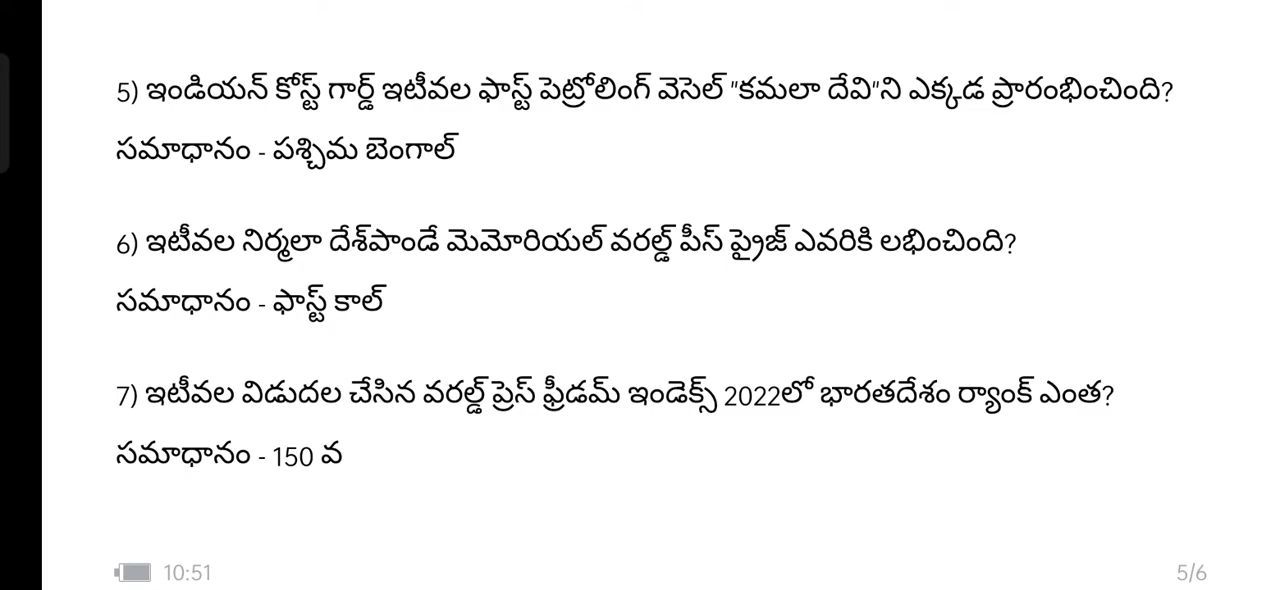 5) ఇండియన్ కోస్ట్ గార్డ్ ఇటీవల ఫాస్ట్ పెట్రోలింగ్ వెసెల్ "కమలా దేవి"ని ఎక్కడ ప్రారంభించింది?
సమాధానం - పశ్చిమ బెంగాల్
6) ఇటీవల నిర్మలా దేశ్‌పాండే మెమోరియల్ వరల్డ్ పీస్ ప్రైజ్ ఎవరికి లభించింది?
సమాధానం - ఫాస్ట్ కాల్
7) ఇటీవల విడుదల చేసిన వరల్డ్ ప్రెస్ ఫ్రీడమ్ ఇండెక్స్ 2022లో భారతదేశం ర్యాంక్ ఎంత?
సమాధానం - 150 వ
10:51
5/6